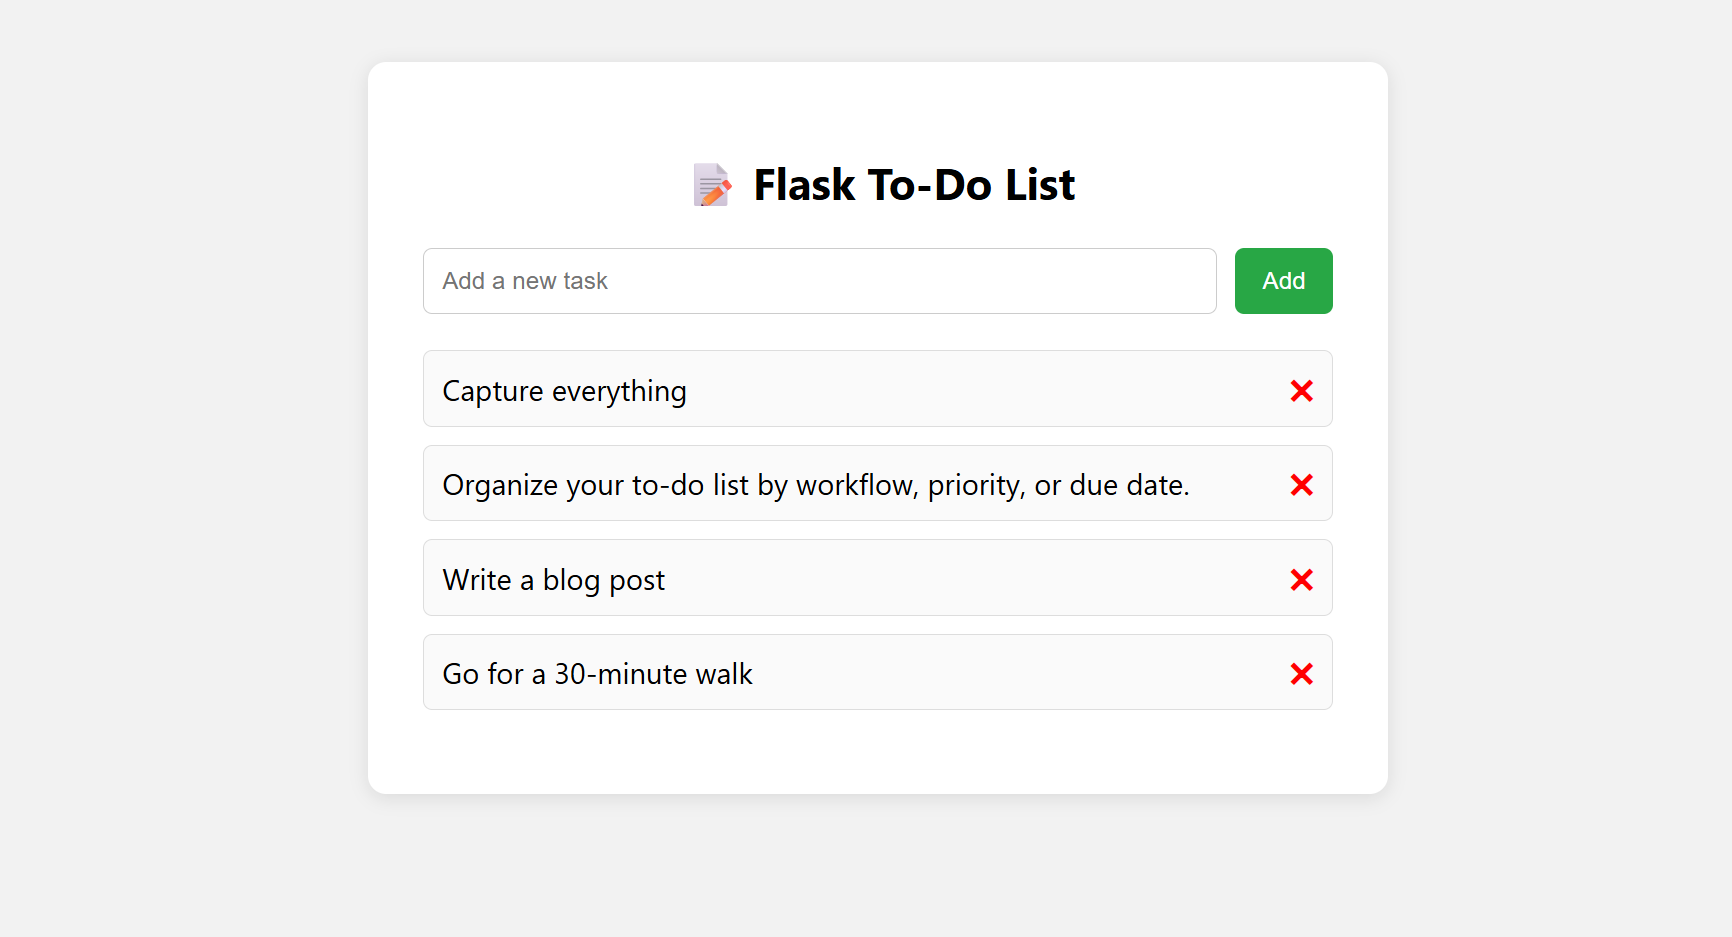 Flask To-Do List
Add a new task
Add
Capture everything
Organize your to-do list by workflow, priority, or due date.
Write a blog post
Go for a 30-minute walk